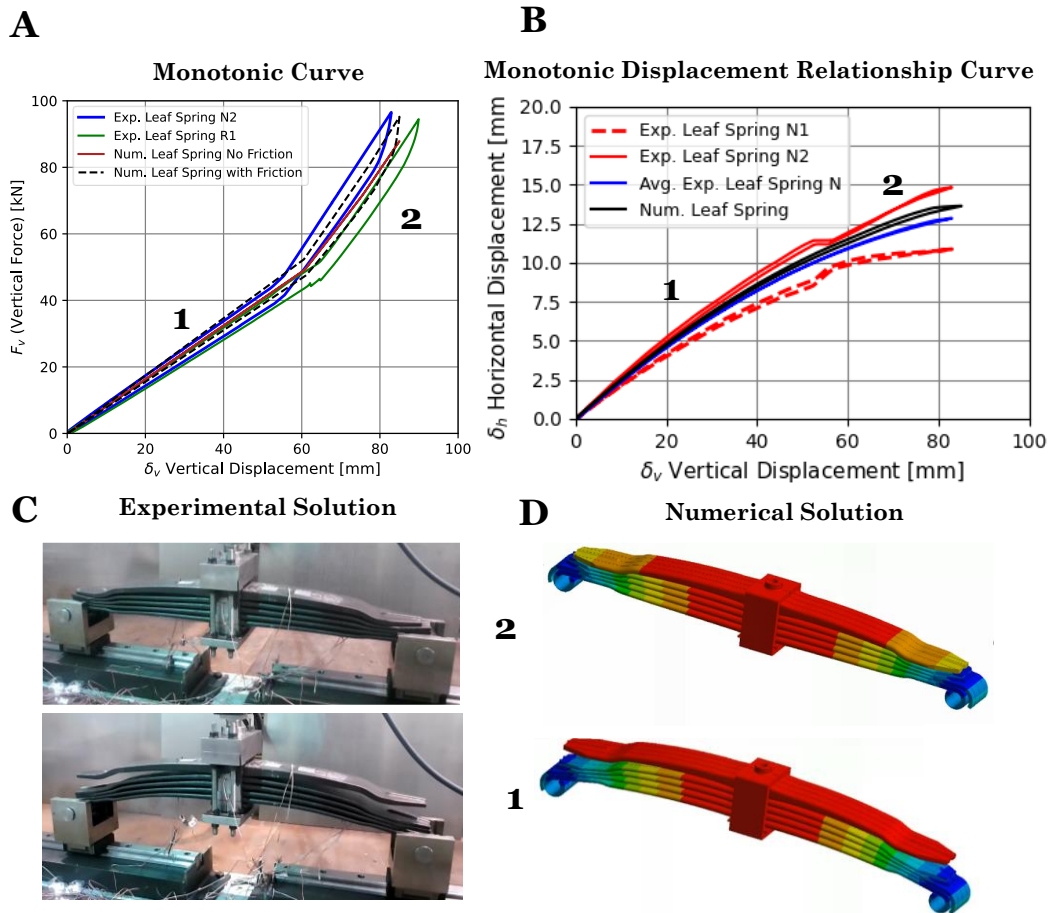 A
Monotonic Curve
100
80
60
40
20
0
F_v (Vertical Force) [kN]
Exp. Leaf Spring N2
Exp. Leaf Spring R1
Num. Leaf Spring No Friction
Num. Leaf Spring with Friction
1
2
0 20 40 60 80 100
δ_v Vertical Displacement [mm]
B
Monotonic Displacement Relationship Curve
20.0
17.5
15.0
12.5
10.0
7.5
5.0
2.5
0.0
δ_h Horizontal Displacement [mm
Exp. Leaf Spring N1
Exp. Leaf Spring N2
Avg. Exp. Leaf Spring N
Num. Leaf Spring
1
2
0 20 40 60 80 100
δ_v Vertical Displacement [mm]
C
Experimental Solution
D
Numerical Solution
2
1